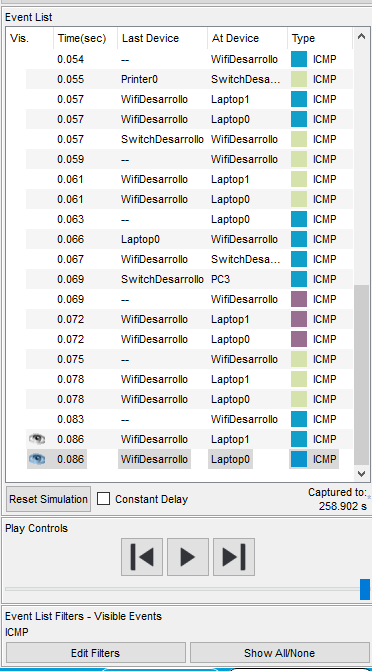 Event List
Vis. Time(sec) Last Device At Device Type
0.054 -- WifiDesarrollo ICMP
0.055 Printer0 SwitchDesa... ICMP
0.057 WifiDesarrollo Laptop1 ICMP
0.057 WifiDesarrollo Laptop0 ICMP
0.057 SwitchDesarrollo WifiDesarrollo ICMP
0.059 -- WifiDesarrollo ICMP
0.061 WifiDesarrollo Laptop1 ICMP
0.061 WifiDesarrollo Laptop0 ICMP
0.063 -- Laptop0 ICMP
0.066 Laptop0 WifiDesarrollo ICMP
0.067 WifiDesarrollo SwitchDesa... ICMP
0.069 SwitchDesarrollo PC3 ICMP
0.069 -- WifiDesarrollo ICMP
0.072 WifiDesarrollo Laptop1 ICMP
0.072 WifiDesarrollo Laptop0 ICMP
0.075 -- WifiDesarrollo ICMP
0.078 WifiDesarrollo Laptop1 ICMP
0.078 WifiDesarrollo Laptop0 ICMP
0.083 -- WifiDesarrollo ICMP
0.086 WifiDesarrollo Laptop1 ICMP
0.086 WifiDesarrollo Laptop0 ICMP
Reset Simulation Constant Delay Captured to:
258.902 s
Play Controls
Event List Filters - Visible Events
ICMP
Edit Filters Show All/None